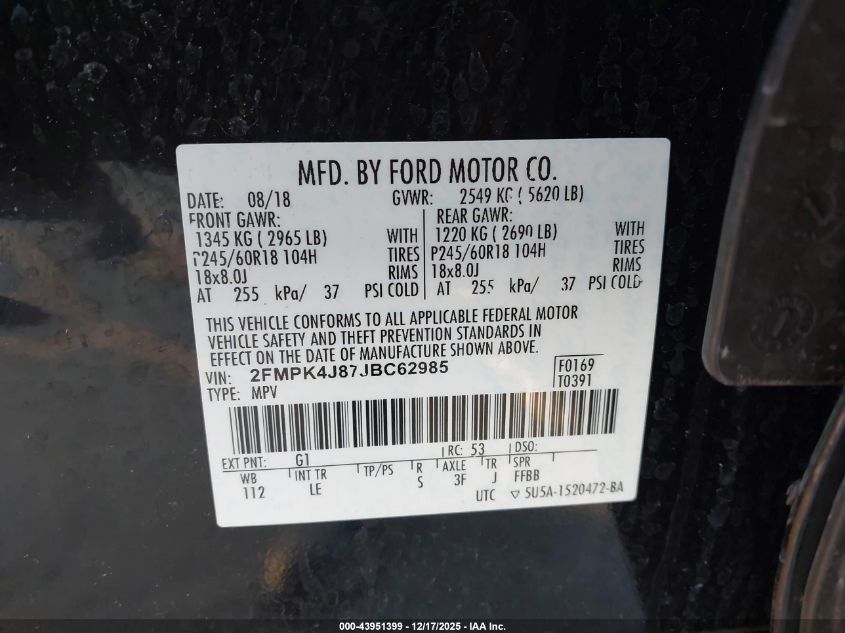 MFD. BY FORD MOTOR CO.
DATE: 08/18 GVWR: 2549 KG ( 5620 LB)
FRONT GAWR: REAR GAWR:
1345 KG ( 2965 LB) WITH 1220 KG ( 2690 LB) WITH
P245/60R18 104H TIRES P245/60R18 104H TIRES
18x8.0J RIMS 18x8.0J RIMS
AT 255 kPa/ 37 PSI COLD AT 255 kPa/ 37 PSI COLD
THIS VEHICLE CONFORMS TO ALL APPLICABLE FEDERAL MOTOR
VEHICLE SAFETY AND THEFT PREVENTION STANDARDS IN
EFFECT ON THE DATE OF MANUFACTURE SHOWN ABOVE.
VIN: 2FMPK4J87JBC62985 F0169
TYPE: MPV T0391
EXT PNT: G1 RC: 53 DSO:
WB INT TR TP/PS R AXLE TR SPR
112 LE S 3F J FFBB
UTC ▽ 5U5A-1520472-BA
000-43951399 - 12/17/2025 - IAA Inc.